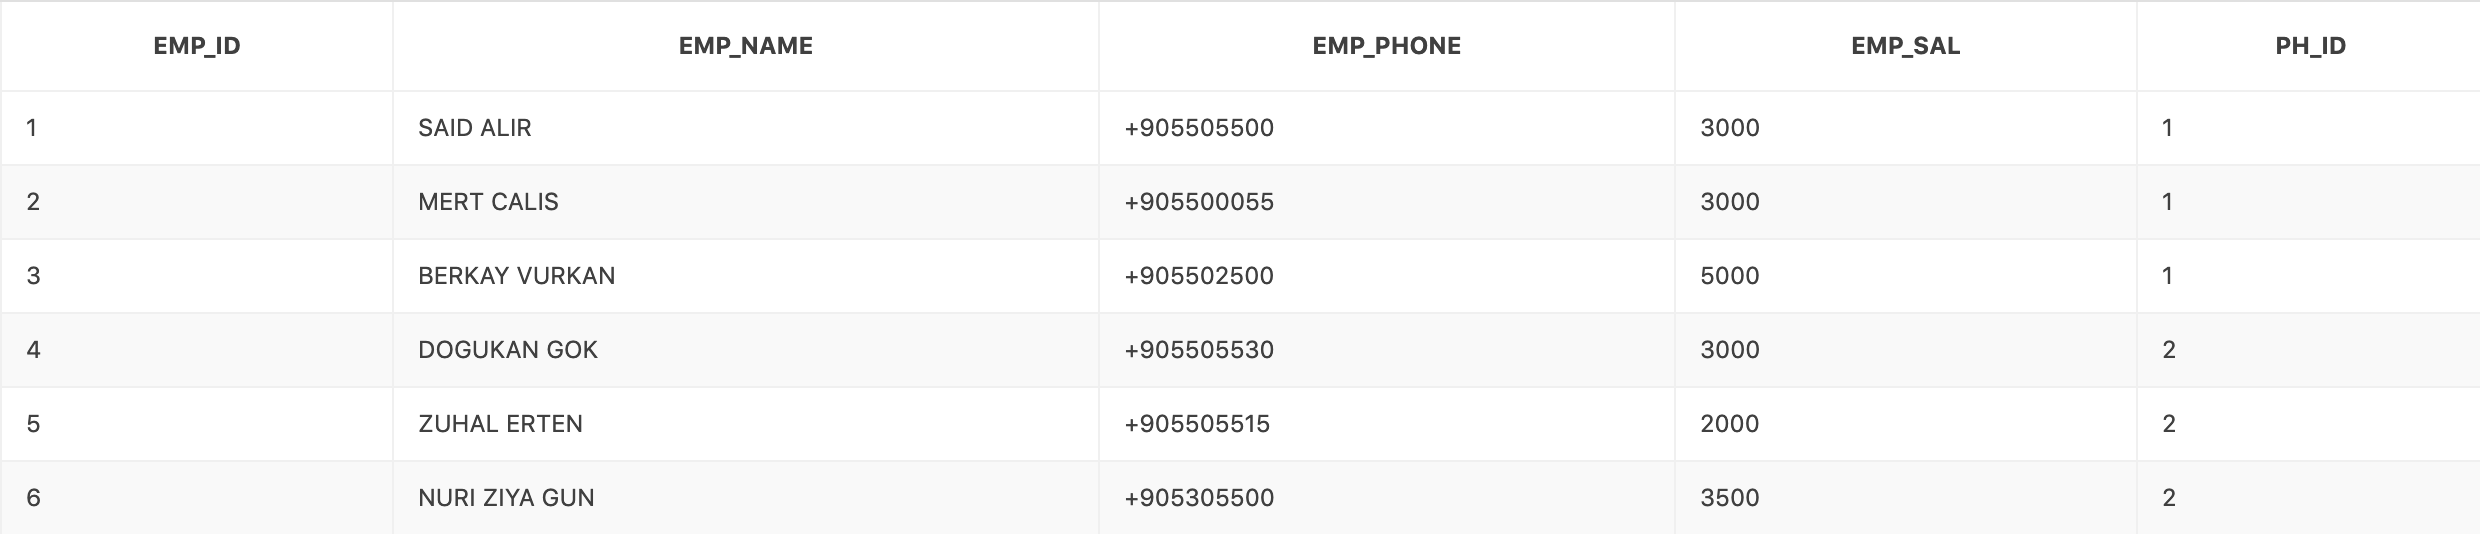 EMP_ID EMP_NAME EMP_PHONE EMP_SAL PH_ID
1 SAID ALIR +905505500 3000 1
2 MERT CALIS +905500055 3000 1
3 BERKAY VURKAN +905502500 5000 1
4 DOGUKAN GOK +905505530 3000 2
5 ZUHAL ERTEN +905505515 2000 2
6 NURI ZIYA GUN +905305500 3500 2